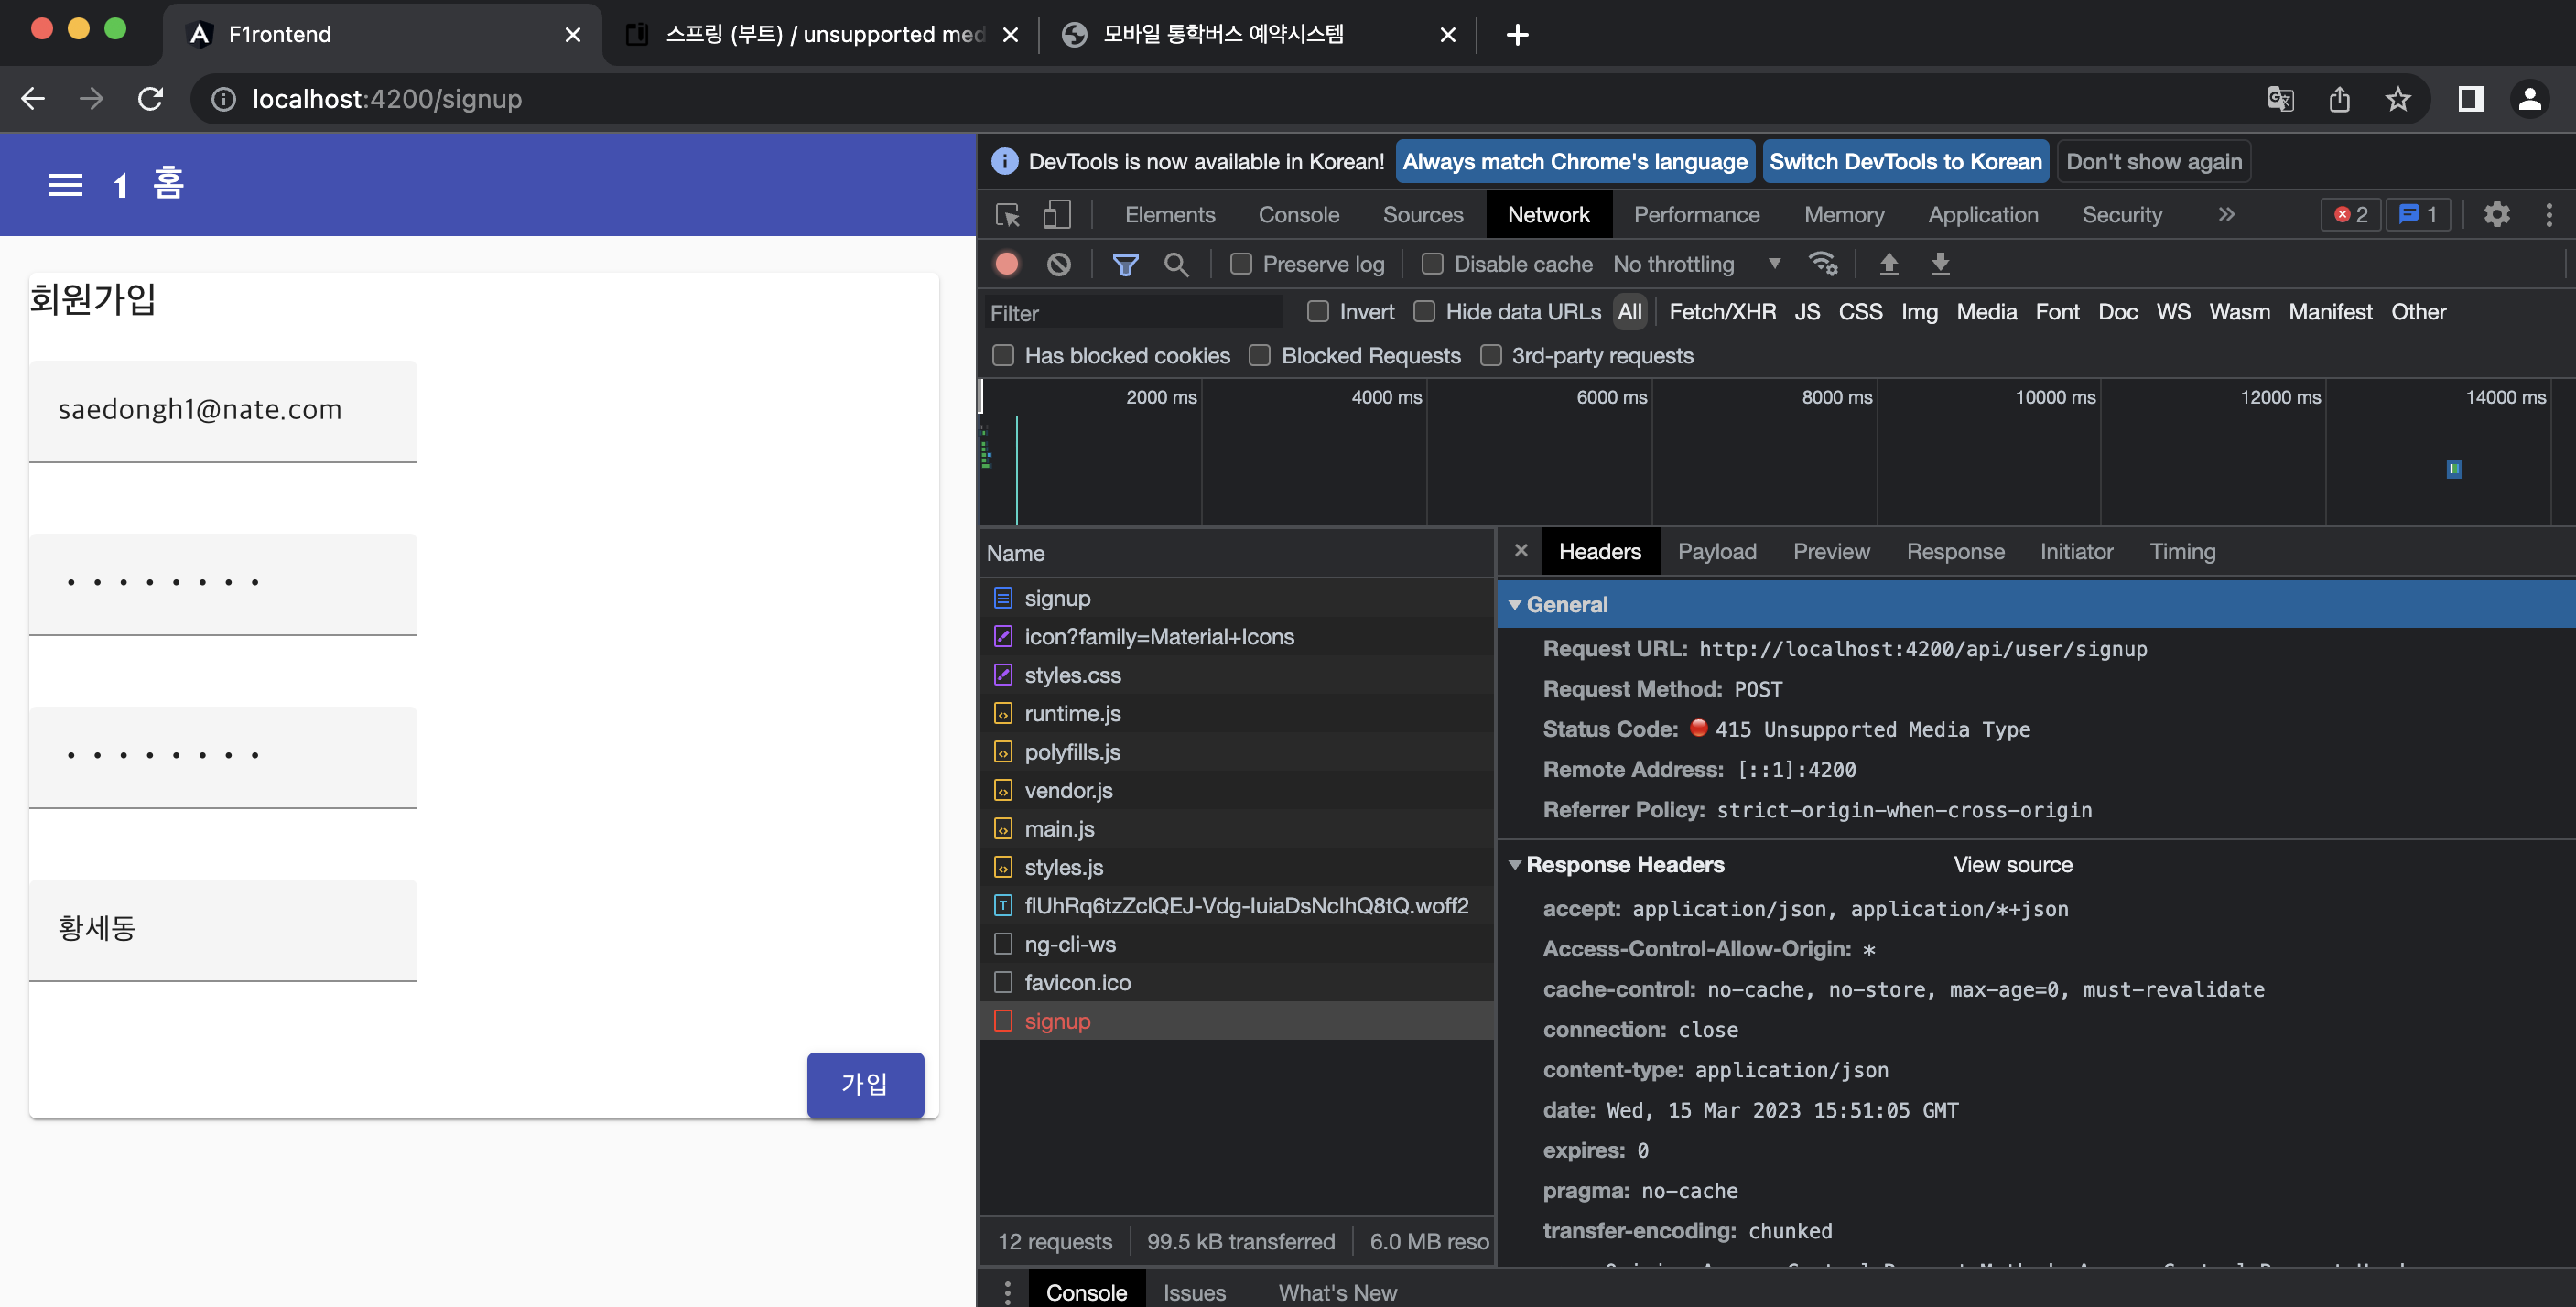 F1rontend
스프링 (부트) / unsupported med
모바일 통학버스 예약시스템
localhost:4200/signup
1 홈
회원가입
saedongh1@nate.com
황세동
가입
DevTools is now available in Korean! Always match Chrome's language Switch DevTools to Korean Don't show again
Elements Console Sources Network Performance Memory Application Security 2 1
Preserve log Disable cache No throttling
Filter Invert Hide data URLs All Fetch/XHR JS CSS Img Media Font Doc WS Wasm Manifest Other
Has blocked cookies Blocked Requests 3rd-party requests
2000 ms 4000 ms 6000 ms 8000 ms 10000 ms 12000 ms 14000 ms
Name
signup
icon?family=Material+Icons
styles.css
runtime.js
polyfills.js
vendor.js
main.js
styles.js
flUhRq6tzZclQEJ-Vdg-IuiaDsNcIhQ8tQ.woff2
ng-cli-ws
favicon.ico
signup
12 requests 99.5 kB transferred 6.0 MB reso
Headers Payload Preview Response Initiator Timing
General
Request URL: http://localhost:4200/api/user/signup
Request Method: POST
Status Code: 415 Unsupported Media Type
Remote Address: [::1]:4200
Referrer Policy: strict-origin-when-cross-origin
Response Headers View source
accept: application/json, application/*+json
Access-Control-Allow-Origin: *
cache-control: no-cache, no-store, max-age=0, must-revalidate
connection: close
content-type: application/json
date: Wed, 15 Mar 2023 15:51:05 GMT
expires: 0
pragma: no-cache
transfer-encoding: chunked
Console Issues What's New